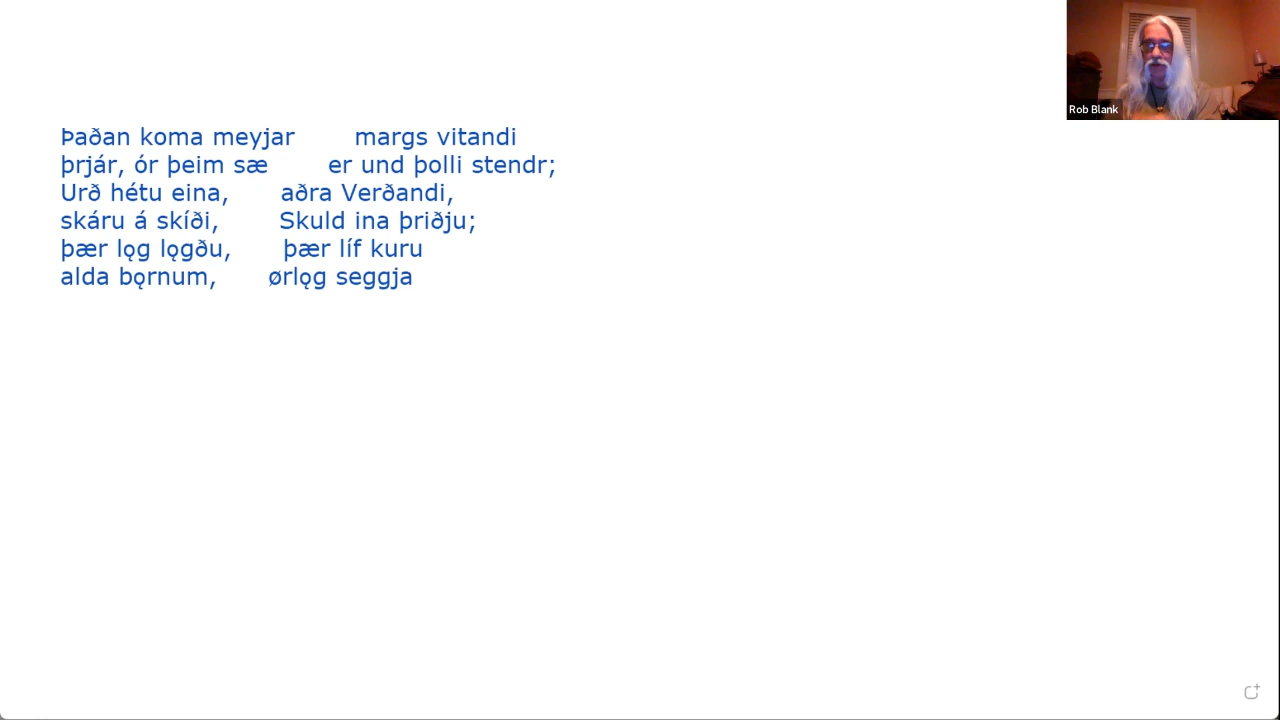 Þaðan koma meyjar margs vitandi
þrjár, ór þeim sæ er und þolli stendr;
Urð hétu eina, aðra Verðandi,
skáru á skíði, Skuld ina þriðju;
þær lǫg lǫgðu, þær líf kuru
alda bǫrnum, ørlǫg seggja
Rob Blank